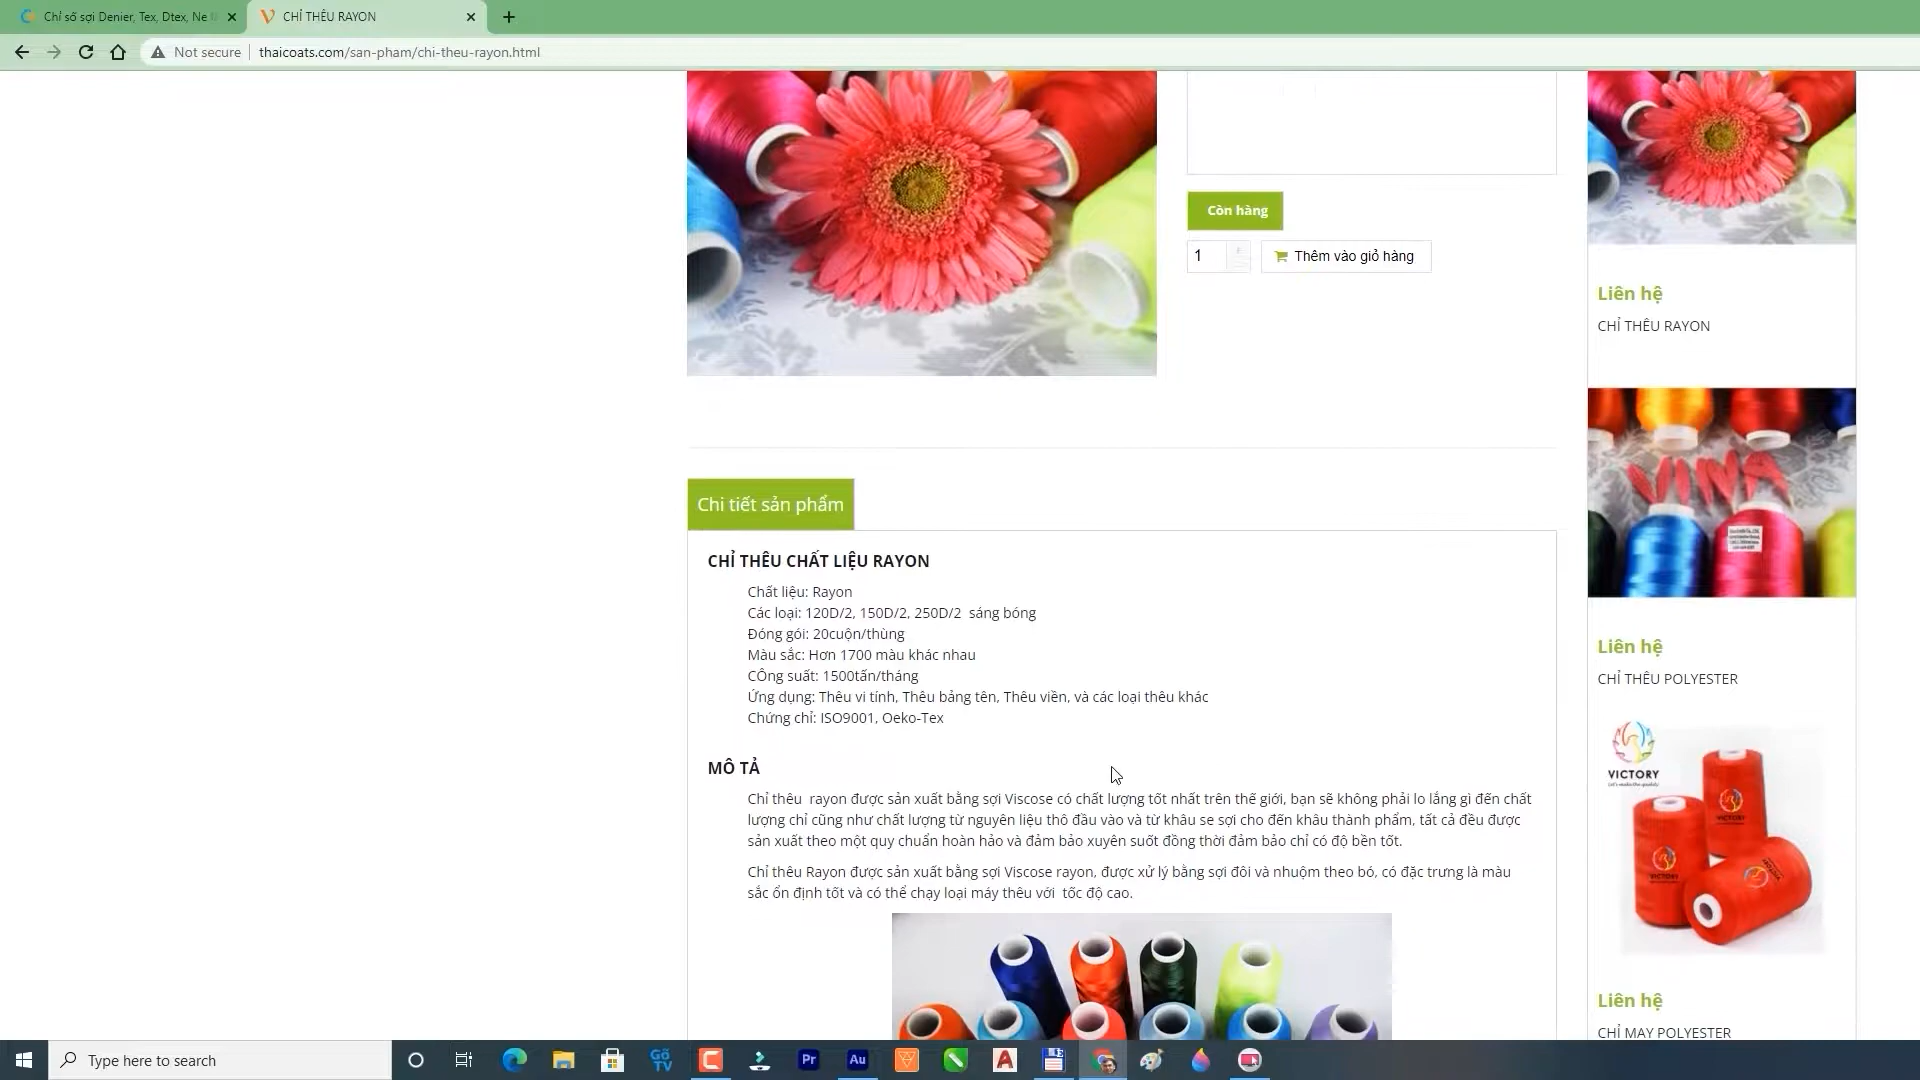 Chỉ số sợi Denier, Tex, Dtex, Ne
CHỈ THÊU RAYON
Not secure
thaicoats.com/san-pham/chi-theu-rayon.html
Còn hàng
1
Thêm vào giỏ hàng
Chi tiết sản phẩm
CHỈ THÊU CHẤT LIỆU RAYON
Chất liệu: Rayon
Các loại: 120D/2, 150D/2, 250D/2  sáng bóng
Đóng gói: 20cuộn/thùng
Màu sắc: Hơn 1700 màu khác nhau
CÔng suất: 1500tấn/tháng
Ứng dụng: Thêu vi tính, Thêu bảng tên, Thêu viền, và các loại thêu khác
Chứng chỉ: ISO9001, Oeko-Tex
MÔ TẢ
Chỉ thêu  rayon được sản xuất bằng sợi Viscose có chất lượng tốt nhất trên thế giới, bạn sẽ không phải lo lắng gì đến chất
lượng chỉ cũng như chất lượng từ nguyên liệu thô đầu vào và từ khâu se sợi cho đến khâu thành phẩm, tất cả đều được
sản xuất theo một quy chuẩn hoàn hảo và đảm bảo xuyên suốt đồng thời đảm bảo chỉ có độ bền tốt.
Chỉ thêu Rayon được sản xuất bằng sợi Viscose rayon, được xử lý bằng sợi đôi và nhuộm theo bó, có đặc trưng là màu
sắc ổn định tốt và có thể chạy loại máy thêu với  tốc độ cao.
Liên hệ
CHỈ THÊU RAYON
VINA
Liên hệ
CHỈ THÊU POLYESTER
VICTORY
Liên hệ
CHỈ MAY POLYESTER
Type here to search
GõTV
Pr
Au